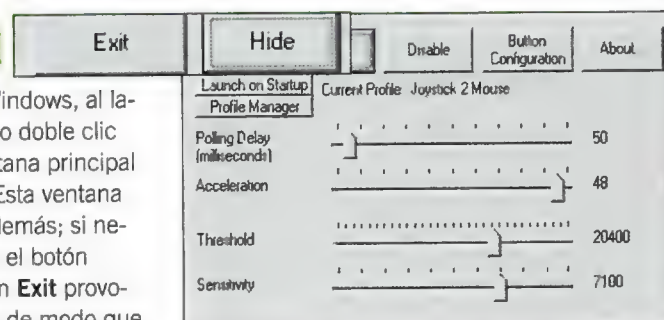 Exit
Hide
Disable
Button
Configuration
About
indows, al la-
o doble clic
tana principal
Esta ventana
demás; si ne-
el botón
n Exit provo-
de modo que
Launch on Startup
Profile Manager
Current Profile Joystick 2 Mouse
Polling Delay
(milliseconds)
50
Acceleration
48
Threshold
20400
Sensitivity
7100